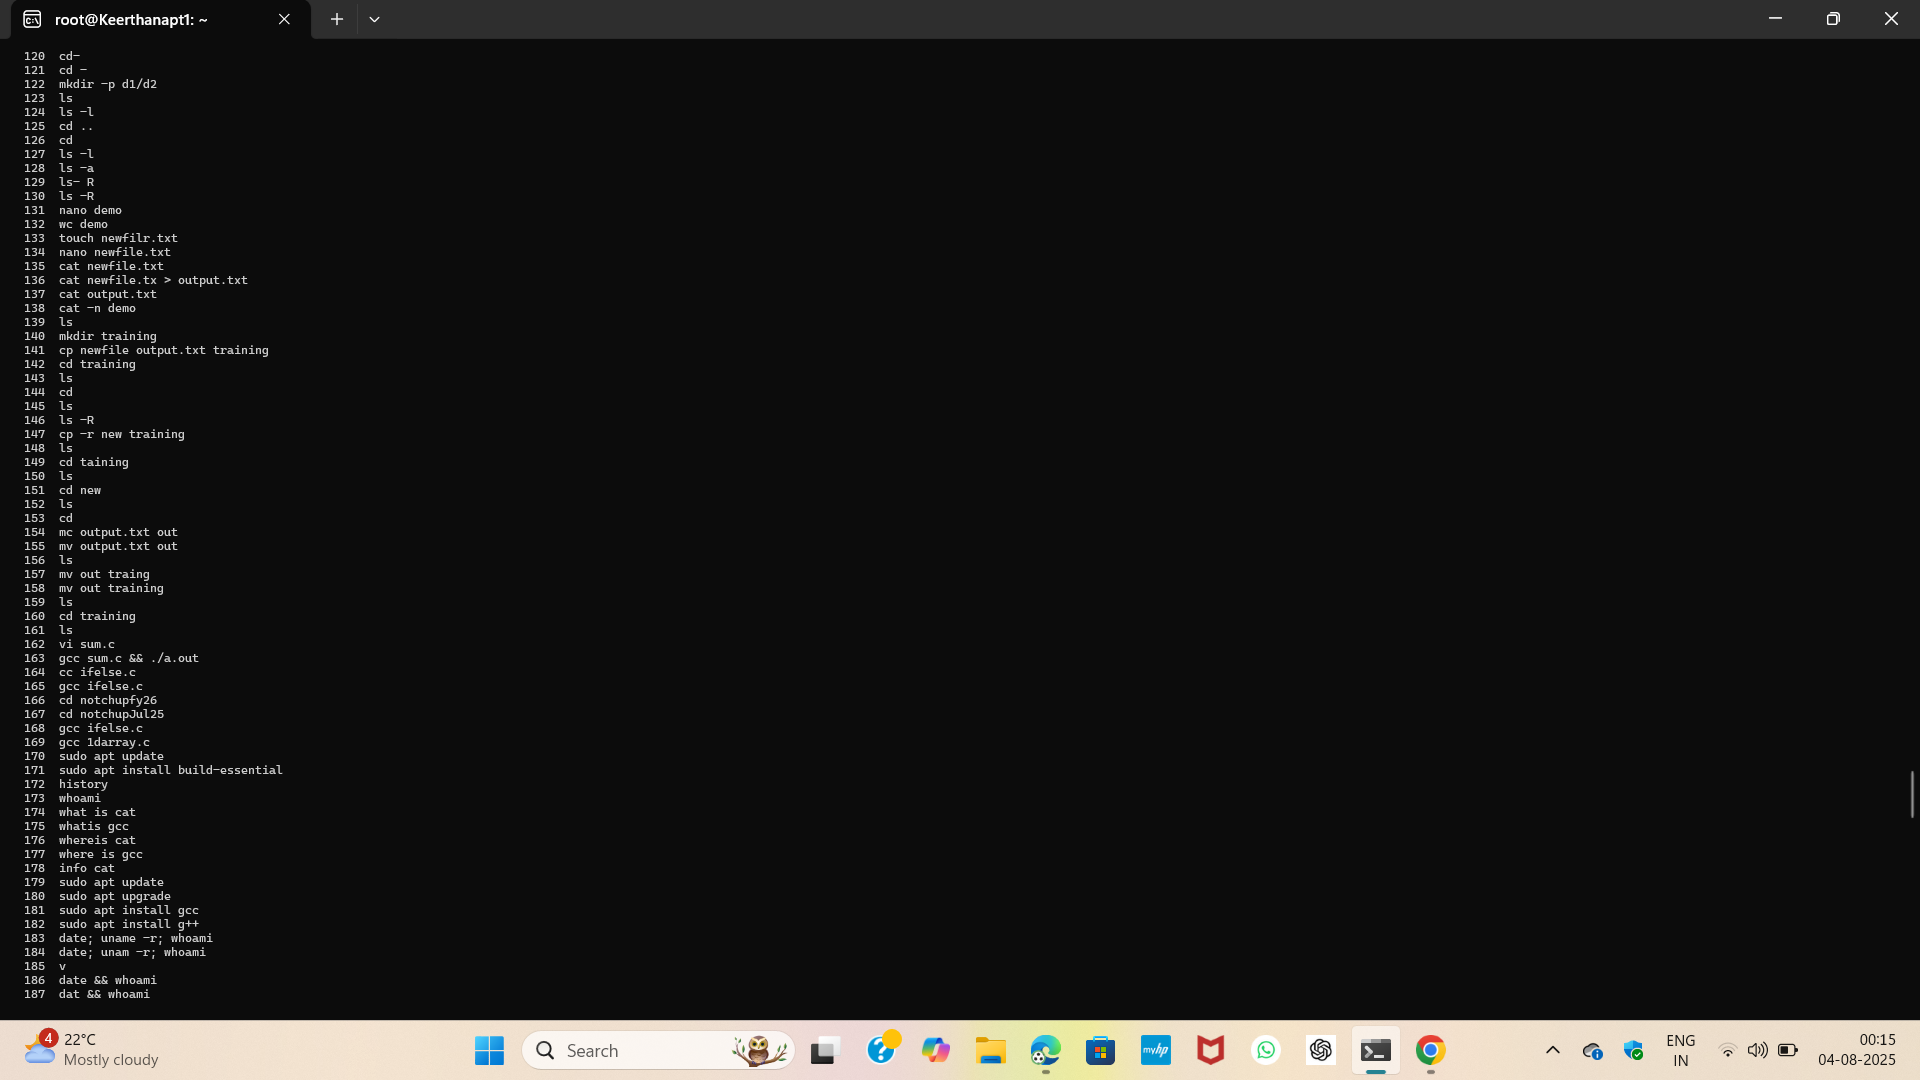 root@Keerthanapt1: ~
120 cd-
121 cd -
122 mkdir -p d1/d2
123 ls
124 ls -l
125 cd ..
126 cd
127 ls -l
128 ls -a
129 ls- R
130 ls -R
131 nano demo
132 wc demo
133 touch newfilr.txt
134 nano newfile.txt
135 cat newfile.txt
136 cat newfile.tx > output.txt
137 cat output.txt
138 cat -n demo
139 ls
140 mkdir training
141 cp newfile output.txt training
142 cd training
143 ls
144 cd
145 ls
146 ls -R
147 cp -r new training
148 ls
149 cd taining
150 ls
151 cd new
152 ls
153 cd
154 mc output.txt out
155 mv output.txt out
156 ls
157 mv out traing
158 mv out training
159 ls
160 cd training
161 ls
162 vi sum.c
163 gcc sum.c && ./a.out
164 cc ifelse.c
165 gcc ifelse.c
166 cd notchupfy26
167 cd notchupJul25
168 gcc ifelse.c
169 gcc 1darray.c
170 sudo apt update
171 sudo apt install build-essential
172 history
173 whoami
174 what is cat
175 whatis gcc
176 whereis cat
177 where is gcc
178 info cat
179 sudo apt update
180 sudo apt upgrade
181 sudo apt install gcc
182 sudo apt install g++
183 date; uname -r; whoami
184 date; unam -r; whoami
185 v
186 date && whoami
187 dat && whoami
4
22°C
Mostly cloudy
Search
myhp
ENG
IN
00:15
04-08-2025